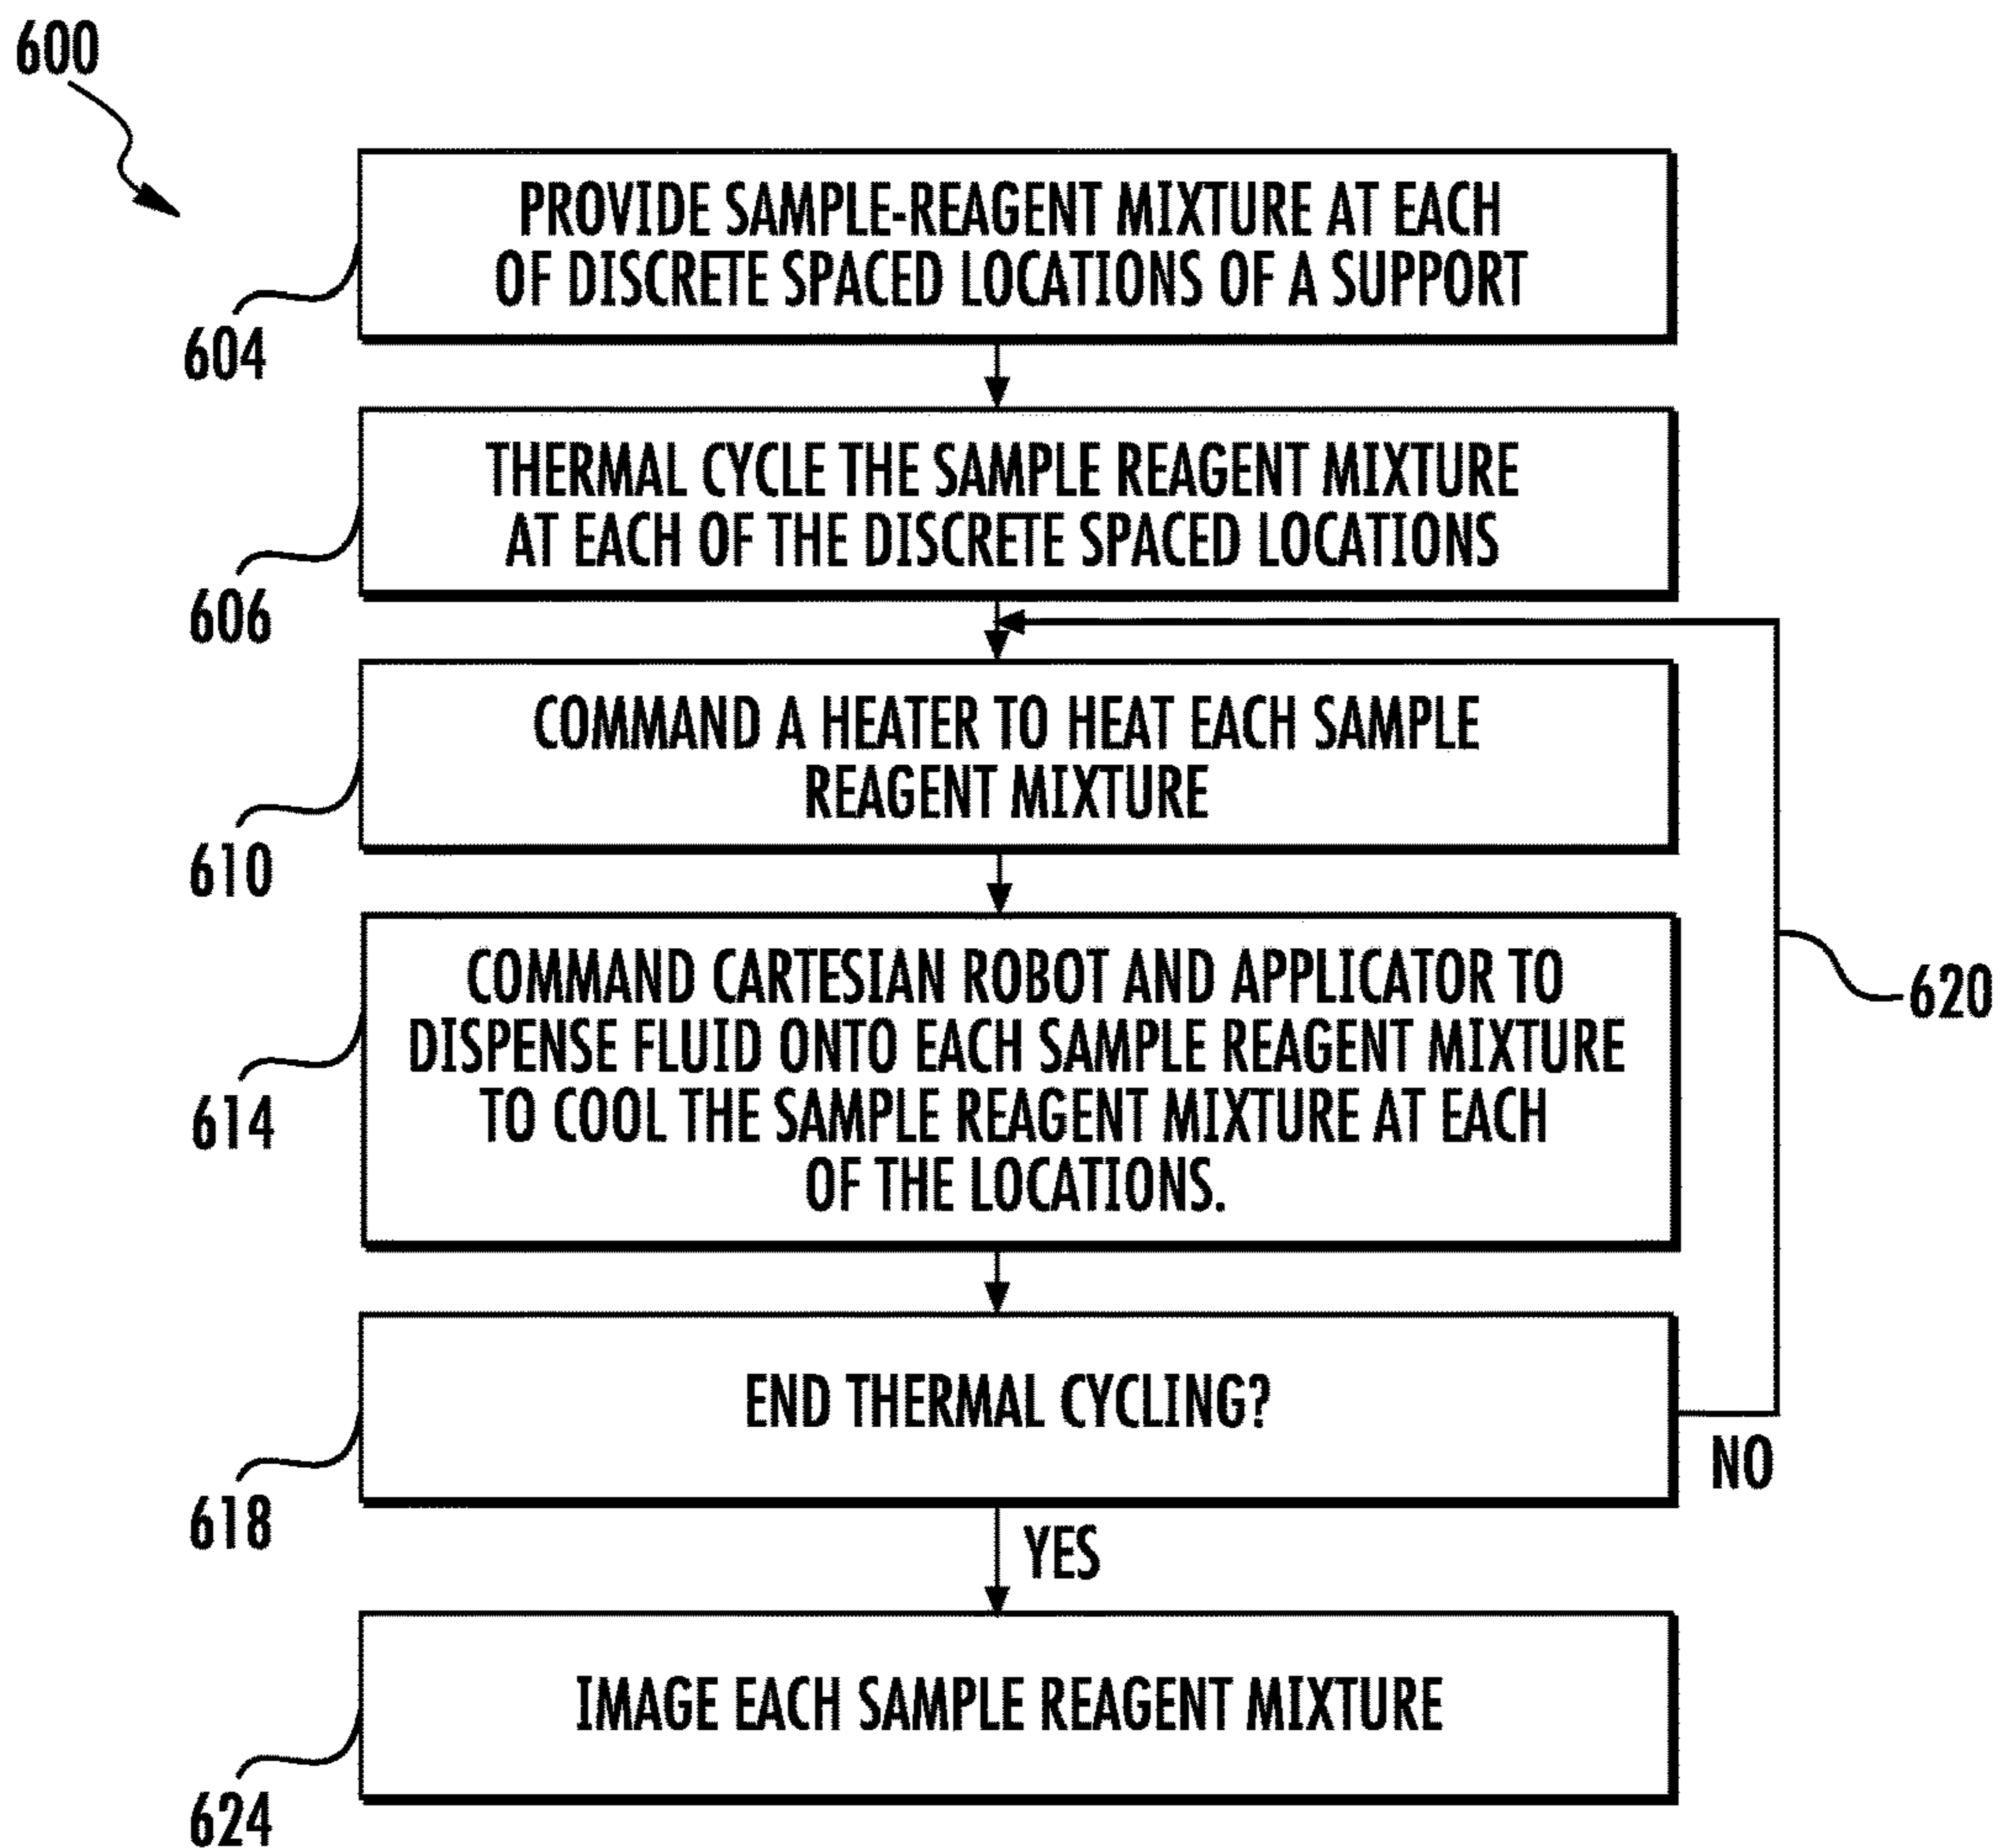 600
PROVIDE SAMPLE-REAGENT MIXTURE AT EACH
OF DISCRETE SPACED LOCATIONS OF A SUPPORT
604
THERMAL CYCLE THE SAMPLE REAGENT MIXTURE
AT EACH OF THE DISCRETE SPACED LOCATIONS
606
COMMAND A HEATER TO HEAT EACH SAMPLE
REAGENT MIXTURE
610
COMMAND CARTESIAN ROBOT AND APPLICATOR TO
DISPENSE FLUID ONTO EACH SAMPLE REAGENT MIXTURE
TO COOL THE SAMPLE REAGENT MIXTURE AT EACH
OF THE LOCATIONS.
614
620
END THERMAL CYCLING?
618
NO
YES
IMAGE EACH SAMPLE REAGENT MIXTURE
624